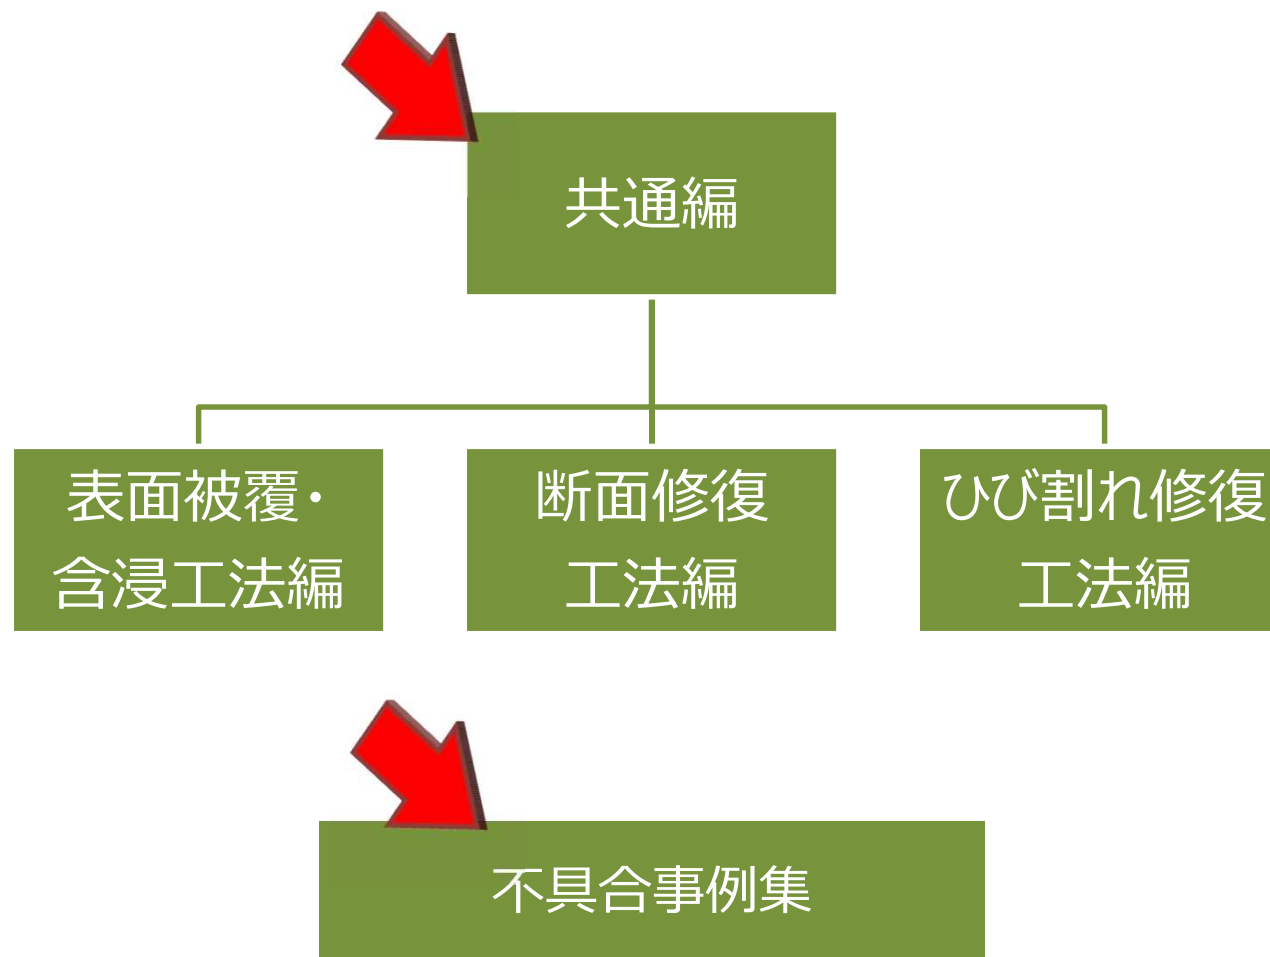 共通編
表面被覆・
含浸工法編
断面修復
工法編
ひび割れ修復
工法編
不具合事例集